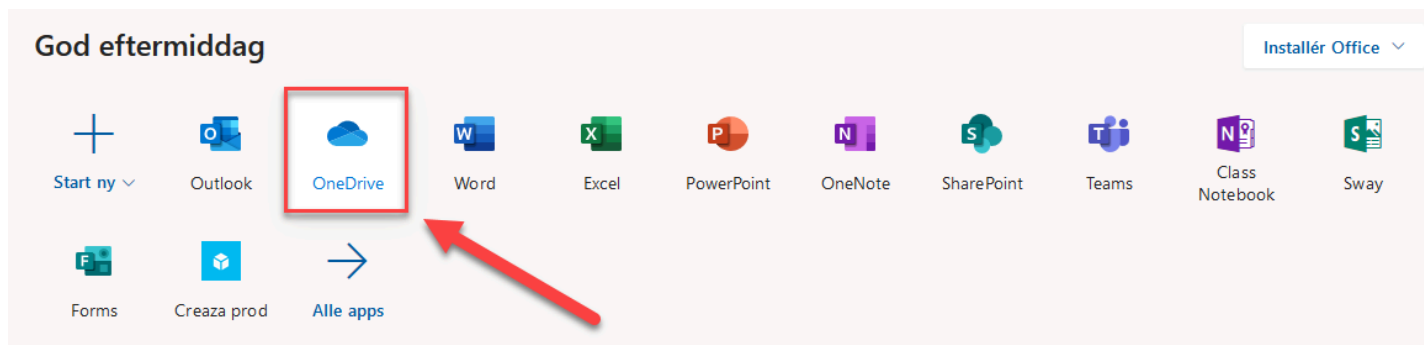 God eftermiddag
Installér Office
Start ny
Outlook
OneDrive
Word
Excel
PowerPoint
OneNote
SharePoint
Teams
Class
Notebook
Sway
Forms
Creaza prod
Alle apps